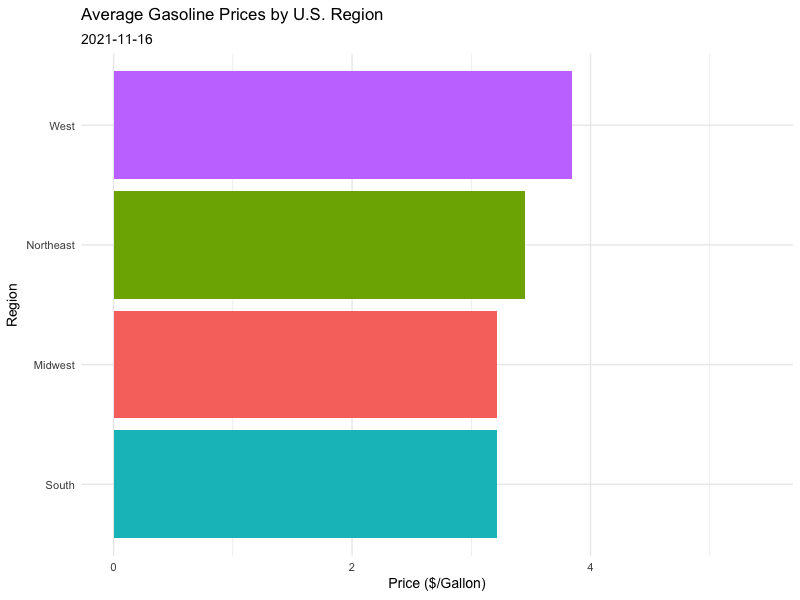 Average Gasoline Prices by U.S. Region
2021-11-16
West
Northeast
Midwest
South
Region
0 2 4
Price ($/Gallon)